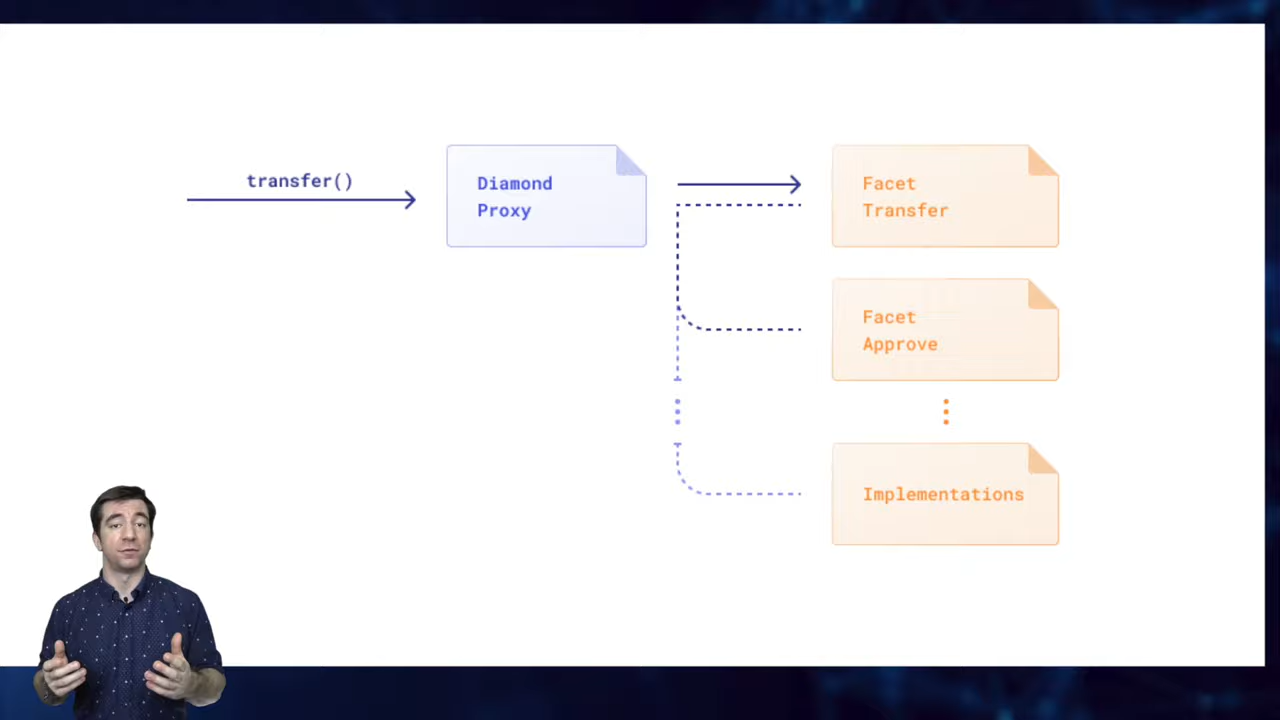 transfer()
Diamond
Proxy
Facet
Transfer
Facet
Approve
Implementations